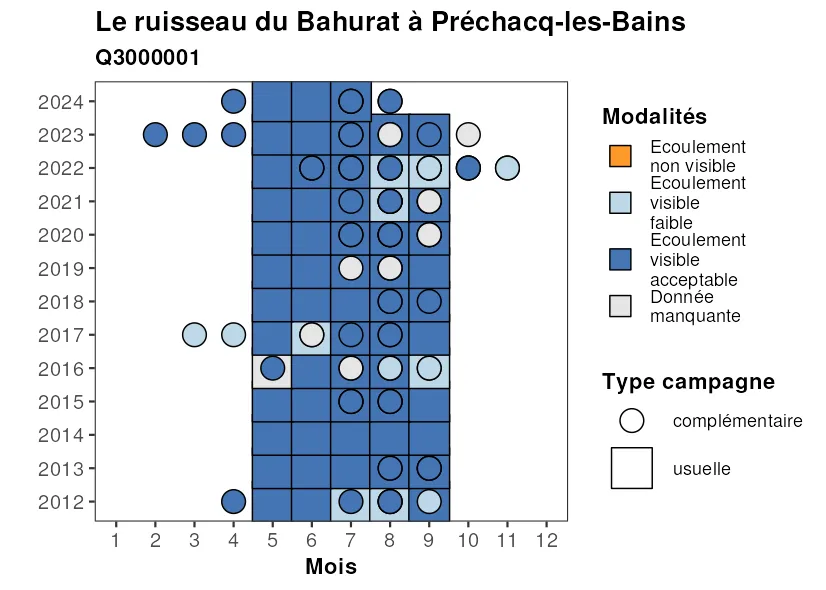 Le ruisseau du Bahurat à Préchacq-les-Bains
Q3000001
2024
2023
2022
2021
2020
2019
2018
2017
2016
2015
2014
2013
2012
1 2 3 4 5 6 7 8 9 10 11 12
Mois
Modalités
Ecoulement
non visible
Ecoulement
visible
faible
Ecoulement
visible
acceptable
Donnée
manquante
Type campagne
complémentaire
usuelle